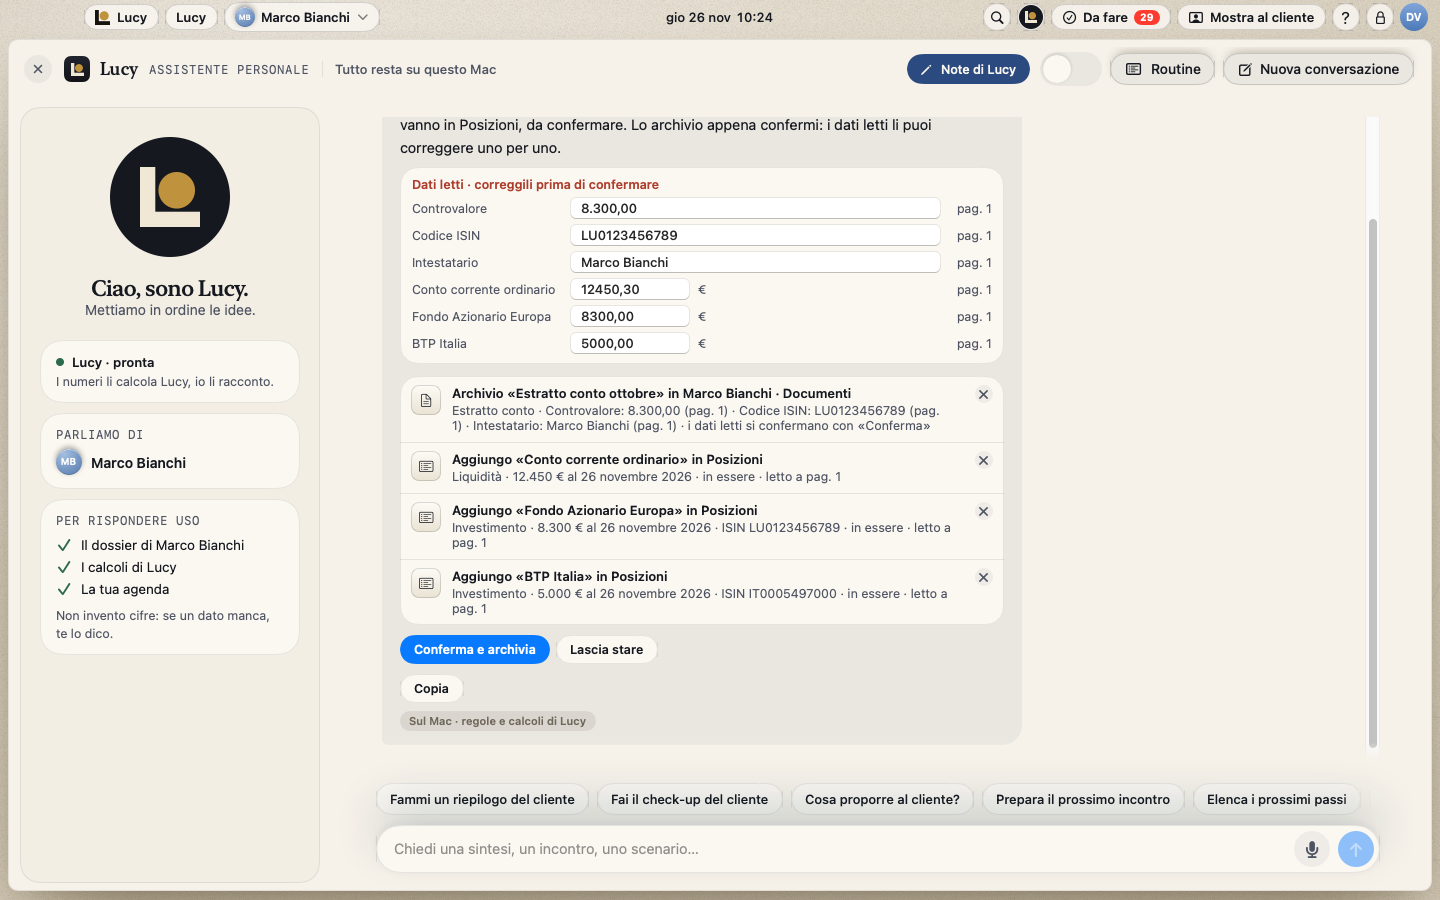 Lucy
Lucy
MB Marco Bianchi
gio 26 nov 10:24
Da fare 29
Mostra al cliente
?
DV
Lucy ASSISTENTE PERSONALE Tutto resta su questo Mac
Note di Lucy
Routine
Nuova conversazione
Ciao, sono Lucy.
Mettiamo in ordine le idee.
Lucy · pronta
I numeri li calcola Lucy, io li racconto.
PARLIAMO DI
MB Marco Bianchi
PER RISPONDERE USO
Il dossier di Marco Bianchi
I calcoli di Lucy
La tua agenda
Non invento cifre: se un dato manca,
te lo dico.
vanno in Posizioni, da confermare. Lo archivio appena confermi: i dati letti li puoi
correggere uno per uno.
Dati letti · correggili prima di confermare
Controvalore 8.300,00 pag. 1
Codice ISIN LU0123456789 pag. 1
Intestatario Marco Bianchi pag. 1
Conto corrente ordinario 12450,30 € pag. 1
Fondo Azionario Europa 8300,00 € pag. 1
BTP Italia 5000,00 € pag. 1
Archivio «Estratto conto ottobre» in Marco Bianchi · Documenti
Estratto conto · Controvalore: 8.300,00 (pag. 1) · Codice ISIN: LU0123456789 (pag.
1) · Intestatario: Marco Bianchi (pag. 1) · i dati letti si confermano con «Conferma»
Aggiungo «Conto corrente ordinario» in Posizioni
Liquidità · 12.450 € al 26 novembre 2026 · in essere · letto a pag. 1
Aggiungo «Fondo Azionario Europa» in Posizioni
Investimento · 8.300 € al 26 novembre 2026 · ISIN LU0123456789 · in essere · letto a
pag. 1
Aggiungo «BTP Italia» in Posizioni
Investimento · 5.000 € al 26 novembre 2026 · ISIN IT0005497000 · in essere · letto a
pag. 1
Conferma e archivia
Lascia stare
Copia
Sul Mac · regole e calcoli di Lucy
Fammi un riepilogo del cliente
Fai il check-up del cliente
Cosa proporre al cliente?
Prepara il prossimo incontro
Elenca i prossimi passi
Chiedi una sintesi, un incontro, uno scenario...